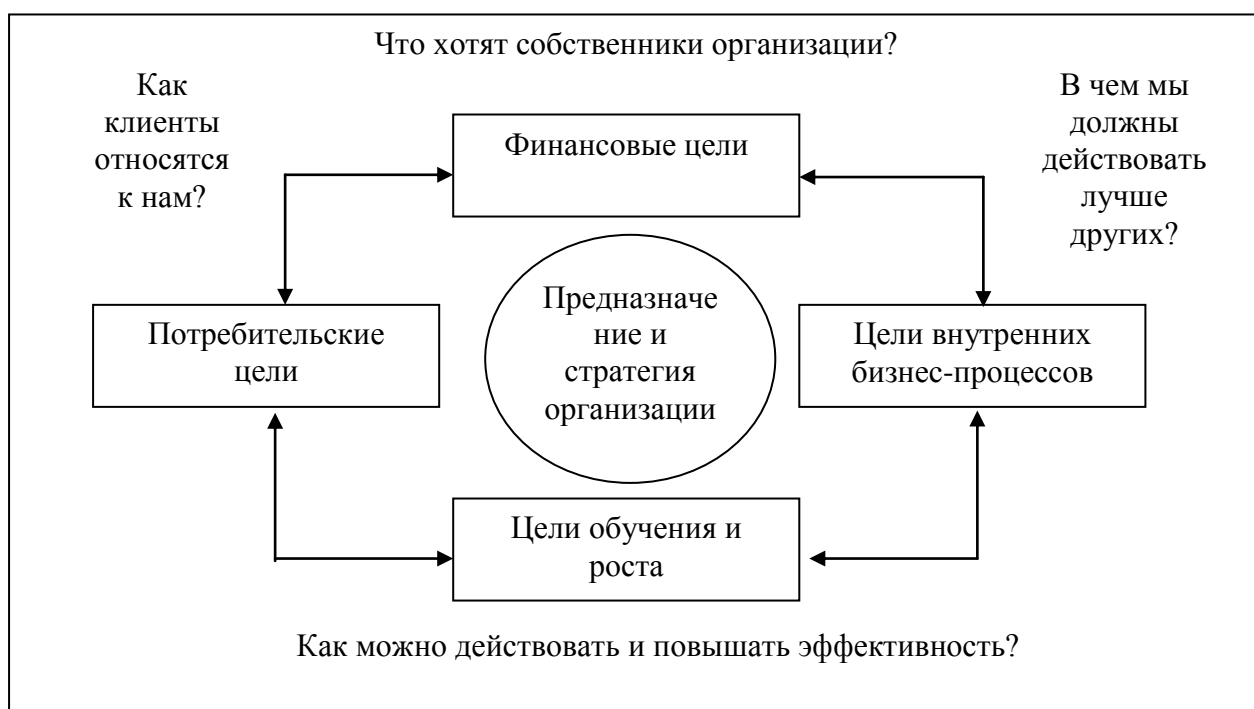 Что хотят собственники организации?
Как
клиенты
относятся
к нам?
В чем мы
должны
действовать
лучше
других?
Финансовые цели
Потребительские
цели
Предназначе
ние и
стратегия
организации
Цели внутренних
бизнес-процессов
Цели обучения и
роста
Как можно действовать и повышать эффективность?